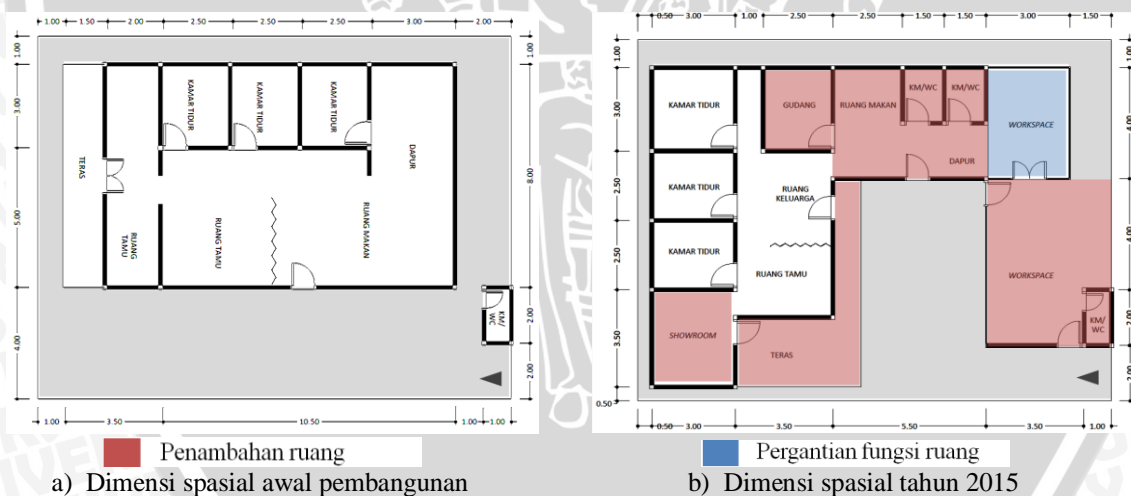 1.00 1.50 2.00 2.50 2.50 2.50 3.00 2.00
1.00
3.00
5.00
4.00
KAMAR TIDUR
KAMAR TIDUR
KAMAR TIDUR
DAPUR
TERAS
RUANG TAMU
RUANG TAMU
RUANG MAKAN
KM/WC
1.00
8.00
2.00
2.00
1.00 3.50 10.50 1.00 1.00
Penambahan ruang
a) Dimensi spasial awal pembangunan
0.50 3.00 1.00 2.50 2.50 1.50 1.50 3.00 1.50
1.00
3.00
2.50
2.50
3.50
0.50
KAMAR TIDUR
GUDANG
RUANG MAKAN
KM/WC
KM/WC
WORKSPACE
DAPUR
KAMAR TIDUR
RUANG
KELUARGA
KAMAR TIDUR
RUANG TAMU
WORKSPACE
SHOWROOM
TERAS
KM/
WC
1.00
4.00
4.00
2.00
2.00
0.50 3.00 3.50 5.50 3.50 1.00
Pergantian fungsi ruang
b) Dimensi spasial tahun 2015